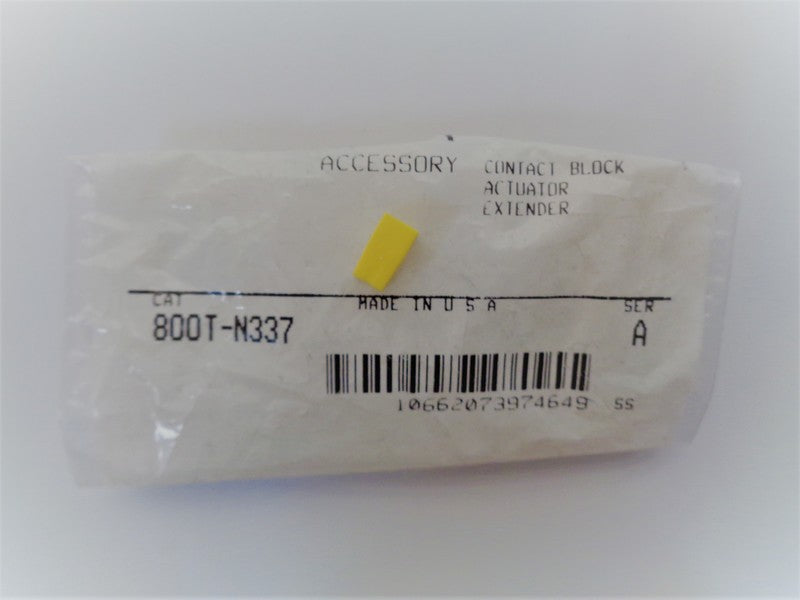 ACCESSORY CONTACT BLOCK
ACTUATOR
EXTENDER
CAT MADE IN U S A SER
800T-N337 A
10662073974649 SS